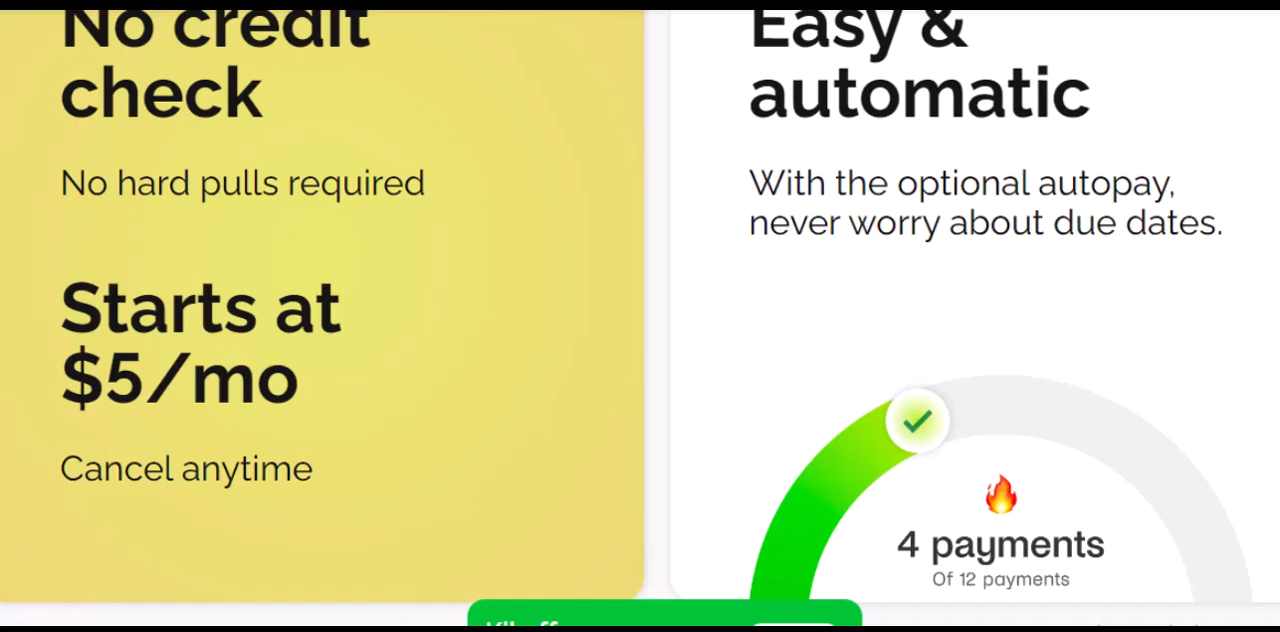 No credit
check
No hard pulls required
Starts at
$5/mo
Cancel anytime
Easy &
automatic
With the optional autopay,
never worry about due dates.
4 payments
Of 12 payments